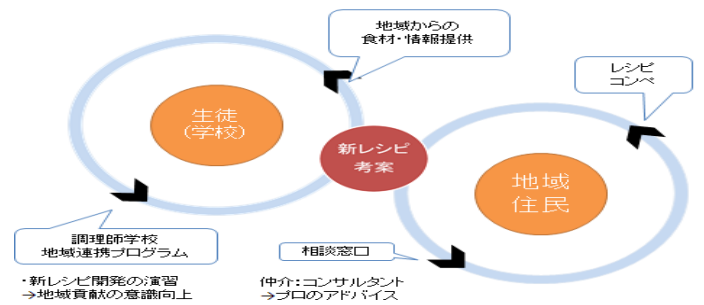 地域からの
食材・情報提供
レシピ
コンペ
生徒
(学校)
新レシピ
考案
地域
住民
調理師学校
地域連携プログラム
相談窓口
・新レシピ開発の演習
→地域貢献の意識向上
仲介：コンサルタント
→プロのアドバイス